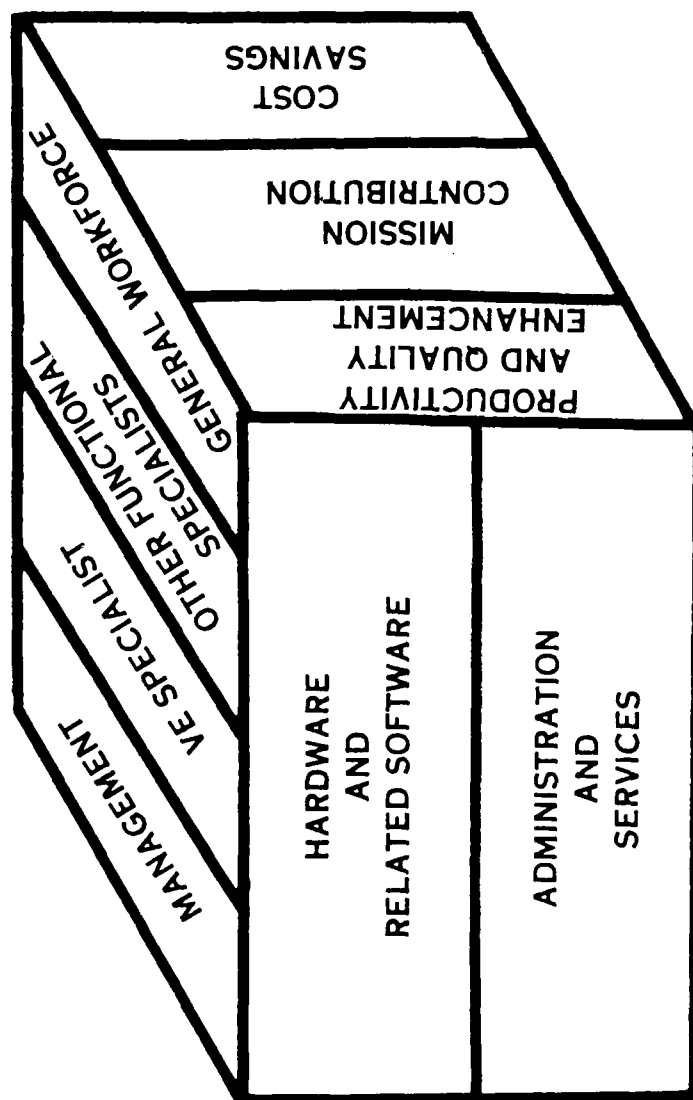 COST
SAVINGS
MISSION
CONTRIBUTION
PRODUCTIVITY
AND QUALITY
ENHANCEMENT
GENERAL WORKFORCE
OTHER FUNCTIONAL
SPECIALISTS
VE SPECIALIST
MANAGEMENT
HARDWARE
AND
RELATED SOFTWARE
ADMINISTRATION
AND
SERVICES